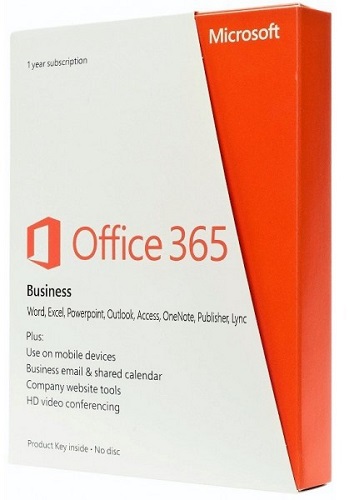 Microsoft
1 year subscription
Office 365
Business
Word, Excel, Powerpoint, Outlook, Access, OneNote, Publisher, Lync
Plus:
Use on mobile devices
Business email & shared calendar
Company website tools
HD video conferencing
Product Key inside • No disc